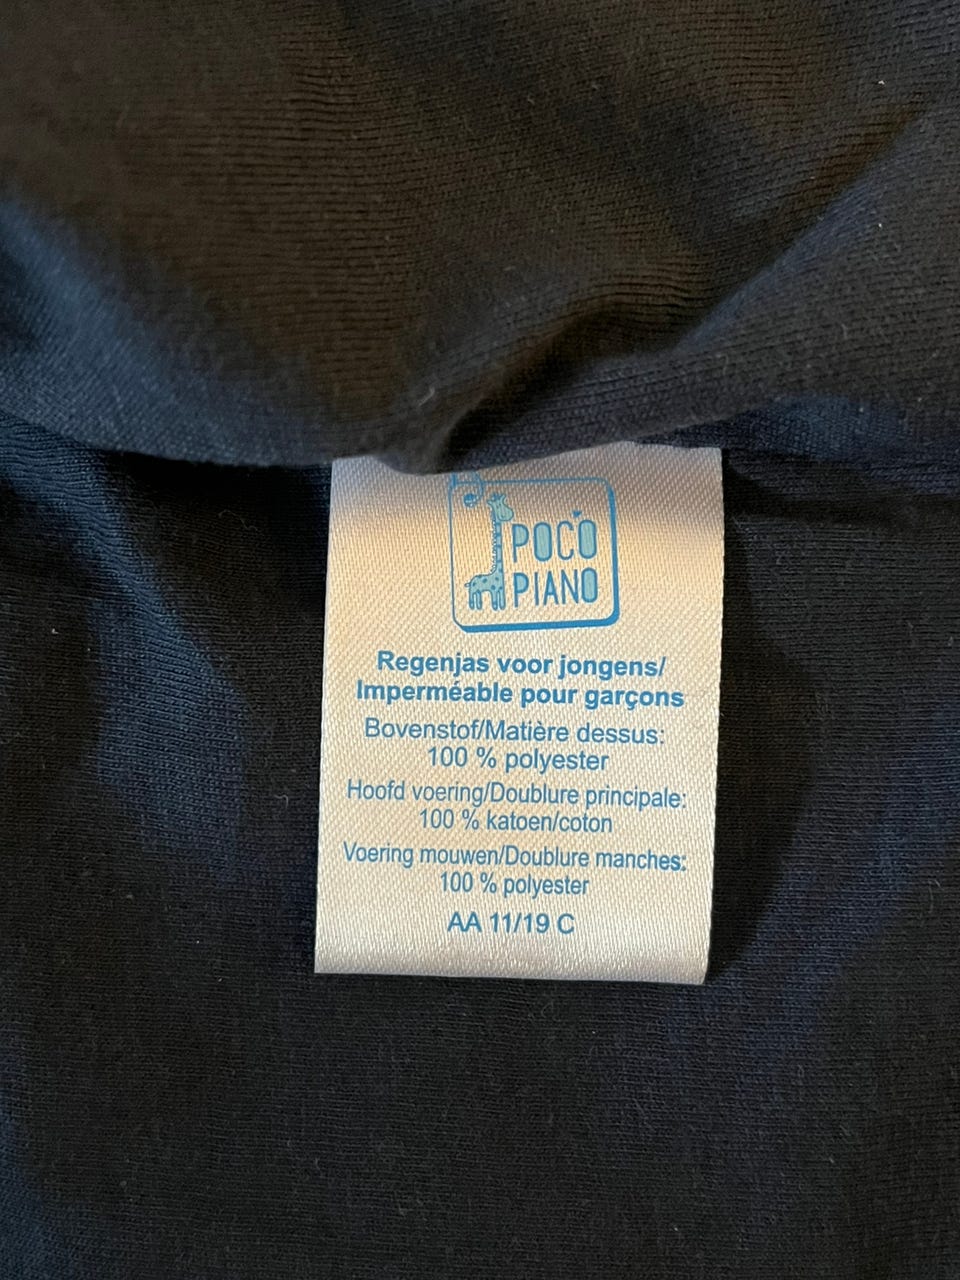 POCO
PIANO
Regenjas voor jongens/
Imperméable pour garçons
Bovenstof/Matière dessus:
100 % polyester
Hoofd voering/Doublure principale:
100 % katoen/coton
Voering mouwen/Doublure manches:
100 % polyester
AA 11/19 C